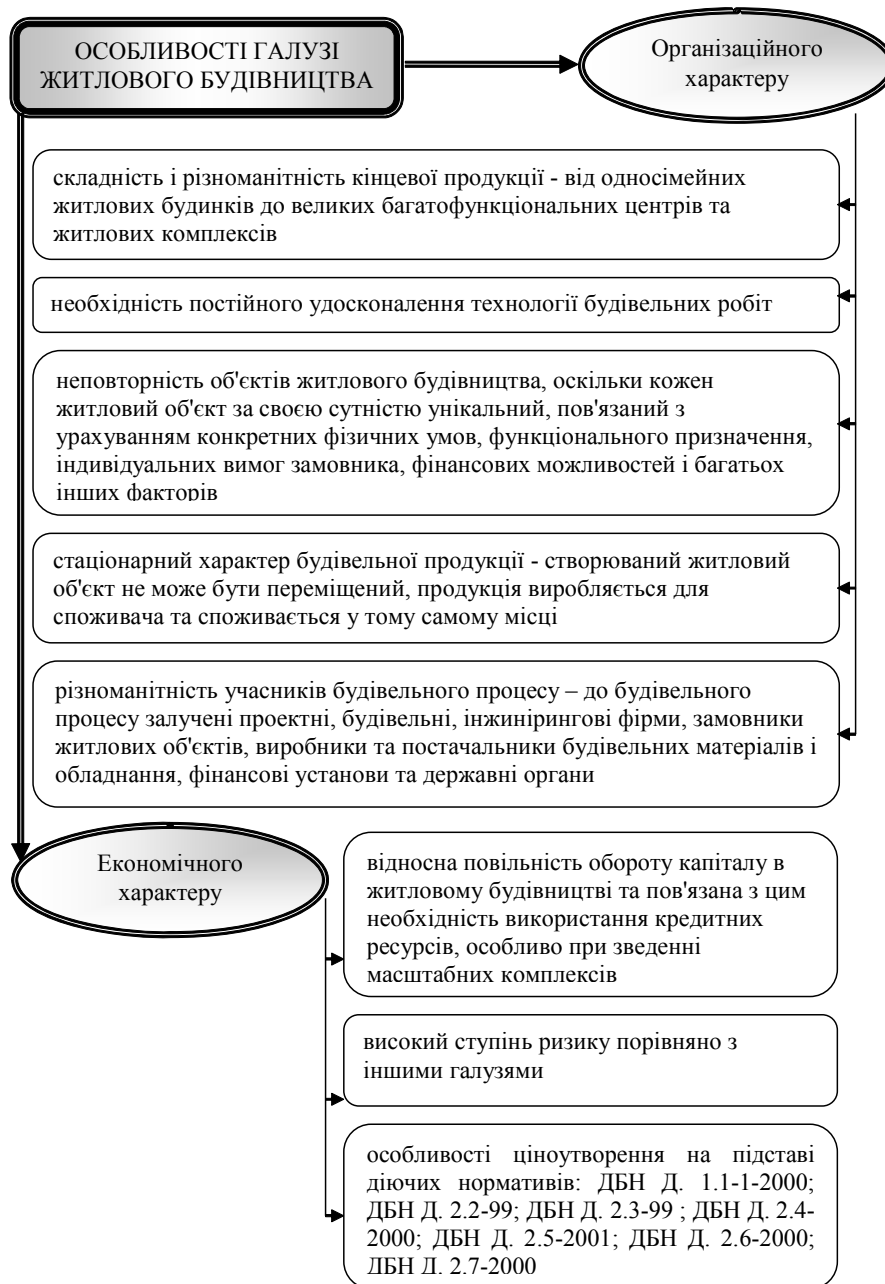 ОСОБЛИВОСТІ ГАЛУЗІ
ЖИТЛОВОГО БУДІВНИЦТВА
Організаційного
характеру
складність і різноманітність кінцевої продукції - від односімейних
житлових будинків до великих багатофункціональних центрів та
житлових комплексів
необхідність постійного удосконалення технології будівельних робіт
неповторність об'єктів житлового будівництва, оскільки кожен
житловий об'єкт за своєю сутністю унікальний, пов'язаний з
урахуванням конкретних фізичних умов, функціонального призначення,
індивідуальних вимог замовника, фінансових можливостей і багатьох
інших факторів
стаціонарний характер будівельної продукції - створюваний житловий
об'єкт не може бути переміщений, продукція виробляється для
споживача та споживається у тому самому місці
різноманітність учасників будівельного процесу – до будівельного
процесу залучені проектні, будівельні, інжинірингові фірми, замовники
житлових об'єктів, виробники та постачальники будівельних матеріалів і
обладнання, фінансові установи та державні органи
Економічного
характеру
відносна повільність обороту капіталу в
житловому будівництві та пов'язана з цим
необхідність використання кредитних
ресурсів, особливо при зведенні
масштабних комплексів
високий ступінь ризику порівняно з
іншими галузями
особливості ціноутворення на підставі
діючих нормативів: ДБН Д. 1.1-1-2000;
ДБН Д. 2.2-99; ДБН Д. 2.3-99 ; ДБН Д. 2.4-
2000; ДБН Д. 2.5-2001; ДБН Д. 2.6-2000;
ДБН Д. 2.7-2000